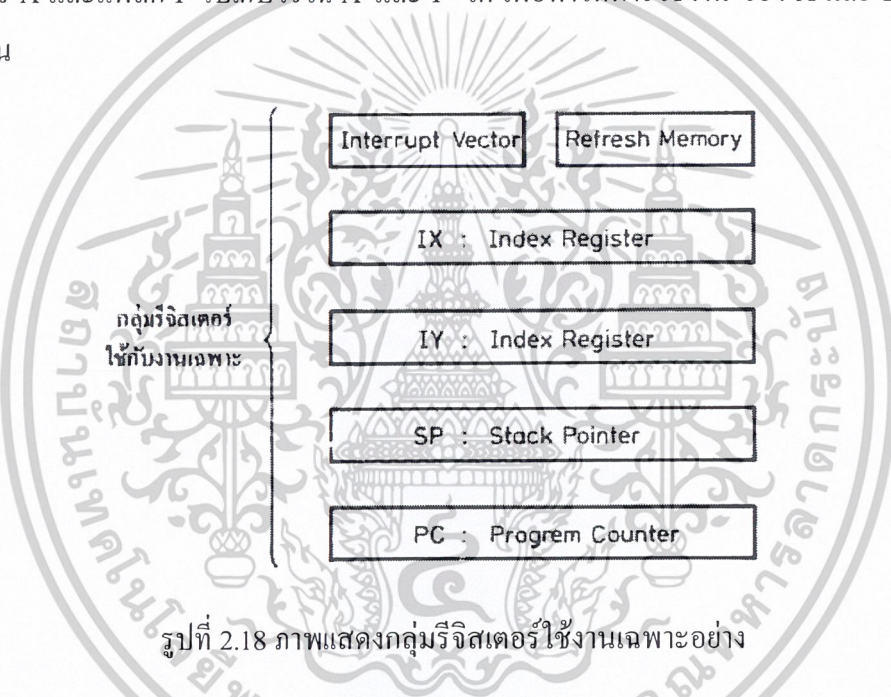 น
Interrupt Vector Refresh Memory
IX : Index Register
กลุ่มรีจิสเตอร์
ใช้กับงานเฉพาะ
IY : Index Register
SP : Stack Pointer
PC : Progrem Counter
รูปที่ 2.18 ภาพแสดงกลุ่มรีจิสเตอร์ใช้งานเฉพาะอย่าง